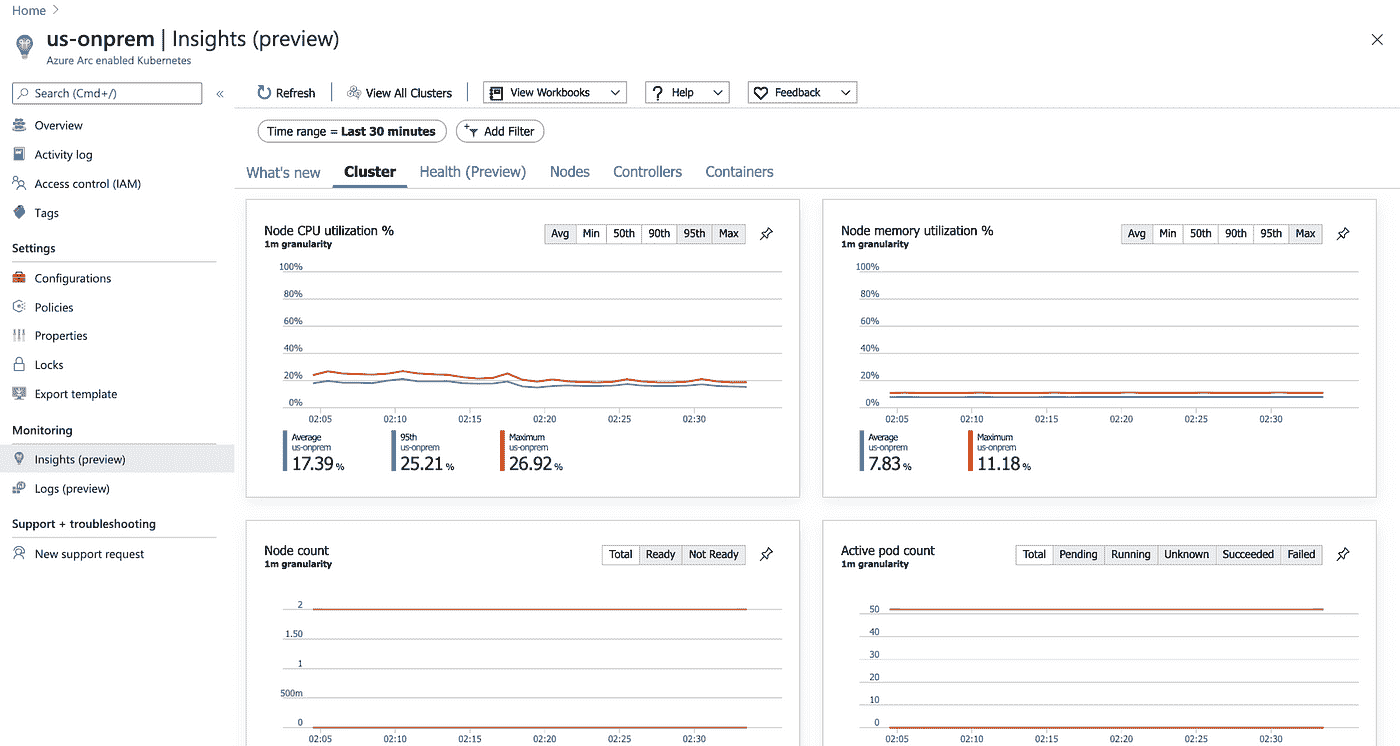 Home
us-onprem | Insights (preview)
Azure Arc enabled Kubernetes
Search (Cmd+/)
«
Refresh
View All Clusters
View Workbooks
Help
Feedback
Time range = Last 30 minutes
Add Filter
What's new
Cluster
Health (Preview)
Nodes
Controllers
Containers
Overview
Activity log
Access control (IAM)
Tags
Settings
Configurations
Policies
Properties
Locks
Export template
Monitoring
Insights (preview)
Logs (preview)
Support + troubleshooting
New support request
Node CPU utilization %
1m granularity
Avg Min 50th 90th 95th Max
100%
80%
60%
40%
20%
0%
02:05 02:10 02:15 02:20 02:25 02:30
Average
us-onprem
17.39 %
95th
us-onprem
25.21 %
Maximum
us-onprem
26.92 %
Node memory utilization %
1m granularity
Avg Min 50th 90th 95th Max
100%
80%
60%
40%
20%
0%
02:05 02:10 02:15 02:20 02:25 02:30
Average
us-onprem
7.83 %
Maximum
us-onprem
11.18 %
Node count
1m granularity
Total Ready Not Ready
2
1.50
1
500m
0
02:05 02:10 02:15 02:20 02:25 02:30
Active pod count
1m granularity
Total Pending Running Unknown Succeeded Failed
50
40
30
20
10
0
02:05 02:10 02:15 02:20 02:25 02:30